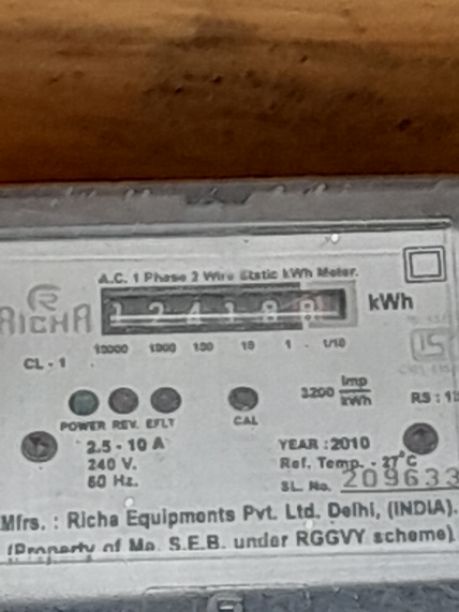 A.C. 1 Phase 2 Wire Static kWh Meter.
RICHA
1 2 4 1 8 8
kWh
10000 1000 100 10 1 1/10
CL - 1
3200 Imp/kWh
POWER REV. EFLT CAL
2.5 - 10 A
240 V.
50 Hz.
YEAR : 2010
Ref. Temp. - 27°C
SL. No. 209633
Mfrs. : Richa Equipments Pvt. Ltd. Delhi, (INDIA).
(Property of Me. S.E.B. under RGGVY scheme)